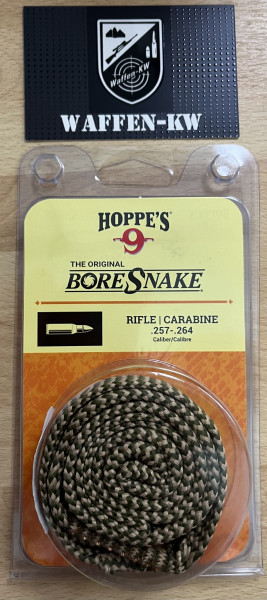 Waffen-KW
WAFFEN-KW
HOPPE'S
9
THE ORIGINAL
BORESNAKE
RIFLE | CARABINE
.257-.264
Caliber/Calibre